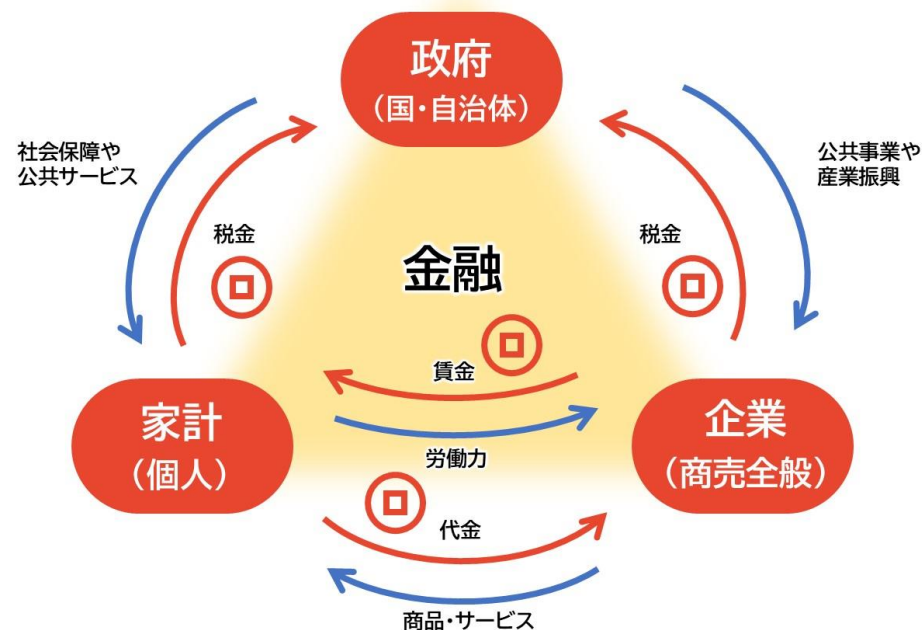 政府
(国・自治体)
社会保障や
公共サービス
公共事業や
産業振興
税金
税金
金融
賃金
家計
(個人)
企業
(商売全般)
労働力
代金
商品・サービス